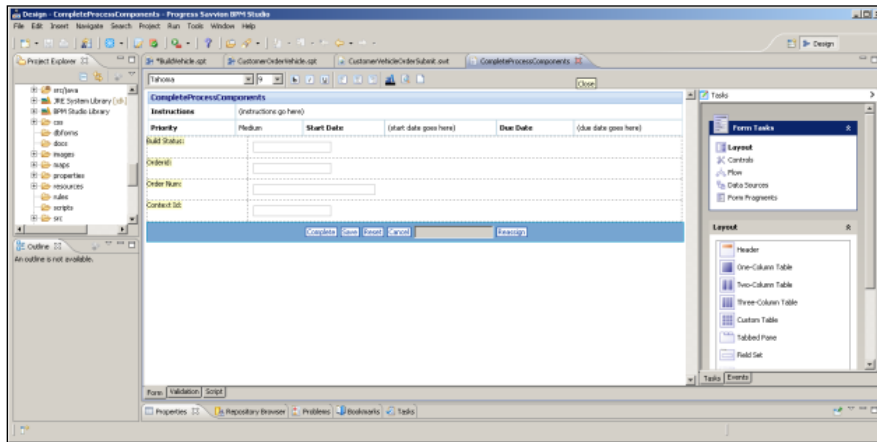 Design - CompleteProcessComponents - Progress Savvion BPM Studio
File Edit Insert Navigate Search Project Run Tools Window Help
Design
Project Explorer
*BuildVehicle.spt
CustomerOrderVehicle.spt
CustomerVehicleOrderSubmit.swt
CompleteProcessComponents
src/java
JRE System Library
BPM Studio Library
css
dbforms
docs
images
maps
properties
resources
rules
scripts
src
Outline
An outline is not available.
Tahoma
9
Close
CompleteProcessComponents
Instructions (instructions go here)
Priority Medium Start Date (start date goes here) Due Date (due date goes here)
Build Status:
OrderId:
Order Num:
Context Id:
Complete Save Reset Cancel Reassign
Form Validation Script
Tasks
Form Tasks
Layout
Controls
Flow
Data Sources
Form Fragments
Layout
Header
One-Column Table
Two-Column Table
Three-Column Table
Custom Table
Tabbed Pane
Field Set
Tasks Events
Properties Repository Browser Problems Bookmarks Tasks